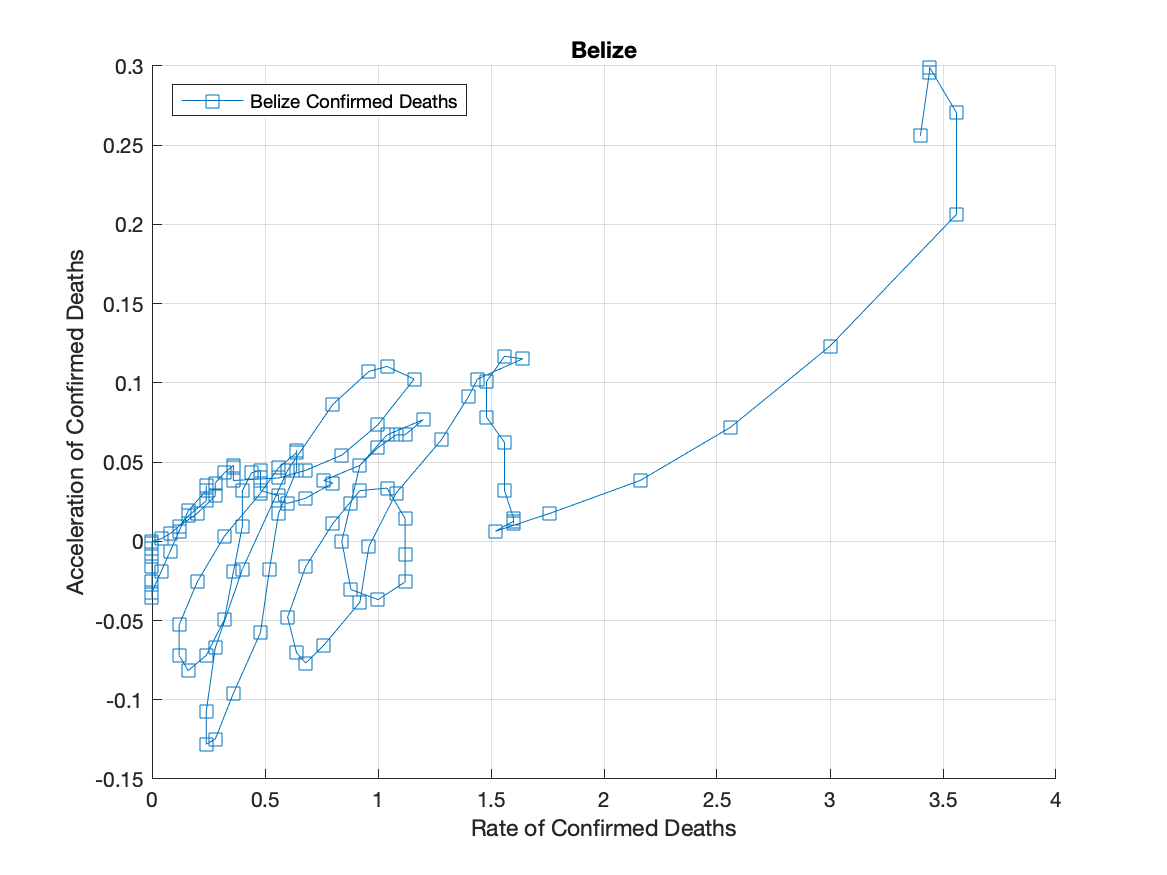 Belize
Belize Confirmed Deaths
0.3
0.25
0.2
0.15
0.1
0.05
0
-0.05
-0.1
-0.15
Acceleration of Confirmed Deaths
0 0.5 1 1.5 2 2.5 3 3.5 4
Rate of Confirmed Deaths